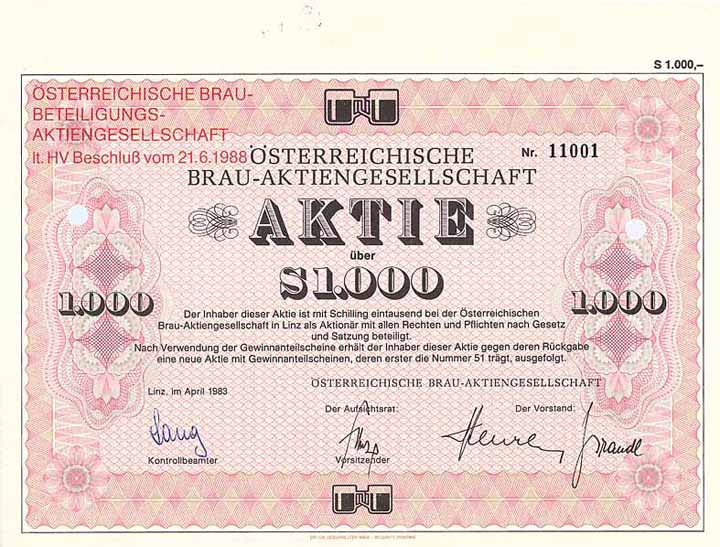 S 1.000,–
ÖSTERREICHISCHE BRAU-
BETEILIGUNGS-
AKTIENGESELLSCHAFT
lt. HV Beschluß vom 21.6.1988
ÖSTERREICHISCHE
BRAU-AKTIENGESELLSCHAFT
Nr. 11001
AKTIE
über
S 1.000
1.000
1.000
Der Inhaber dieser Aktie ist mit Schilling eintausend bei der Österreichischen
Brau-Aktiengesellschaft in Linz als Aktionär mit allen Rechten und Pflichten nach Gesetz
und Satzung beteiligt.
Nach Verwendung der Gewinnanteilscheine erhält der Inhaber dieser Aktie gegen deren Rückgabe
eine neue Aktie mit Gewinnanteilscheinen, deren erster die Nummer 51 trägt, ausgefolgt.
Linz, im April 1983
ÖSTERREICHISCHE BRAU-AKTIENGESELLSCHAFT
Der Aufsichtsrat:
Der Vorstand:
Kontrollbeamter
Vorsitzender